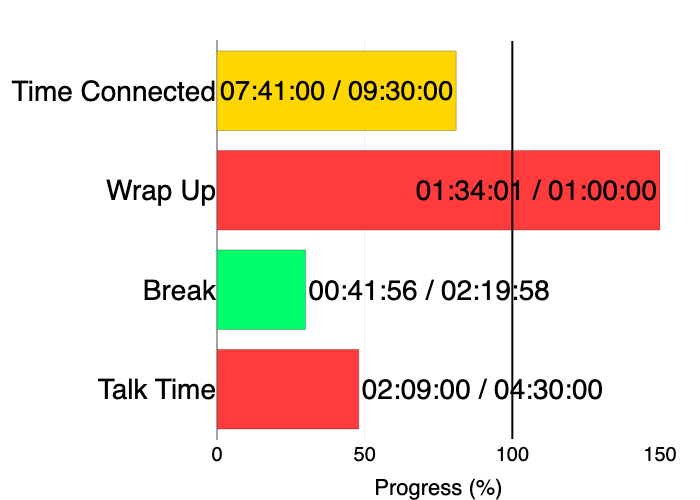 Time Connected 07:41:00 / 09:30:00
Wrap Up 01:34:01 / 01:00:00
Break 00:41:56 / 02:19:58
Talk Time 02:09:00 / 04:30:00
0 50 100 150
Progress (%)